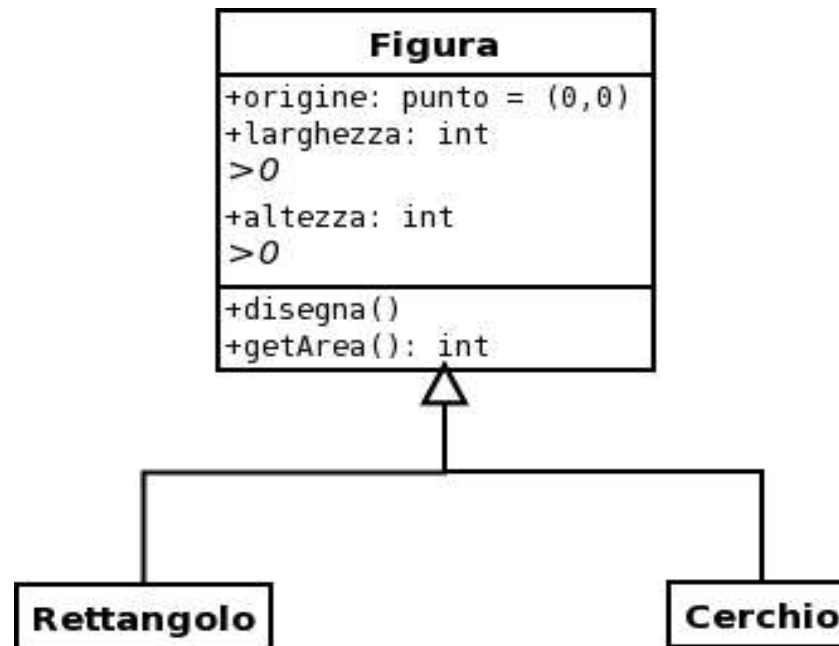 Figura
+origine: punto = (0,0)
+larghezza: int
>0
+altezza: int
>0
+disegna()
+getArea(): int
Rettangolo
Cerchio